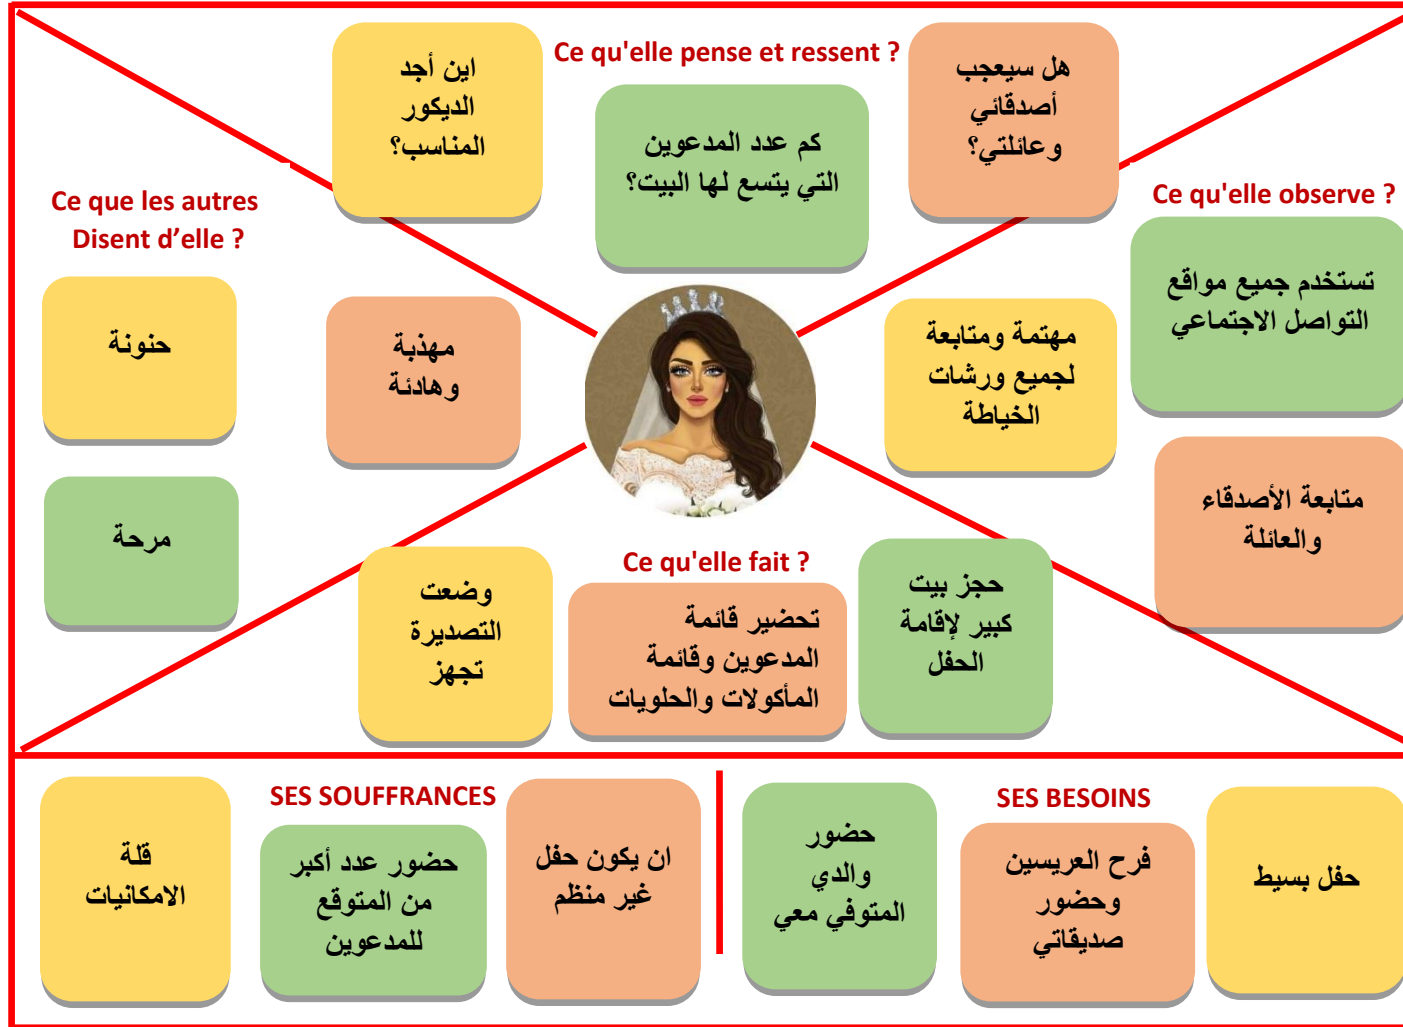 Ce qu'elle pense et ressent ?
اين أجد
الديكور
المناسب؟
كم عدد المدعوين
التي يتسع لها البيت؟
هل سيعجب
أصدقائي
وعائلتي؟
Ce que les autres
Disent d’elle ?
حنونة
مهذبة
وهادئة
مرحة
Ce qu'elle observe ?
تستخدم جميع مواقع
التواصل الاجتماعي
مهتمة ومتابعة
لجميع ورشات
الخياطة
متابعة الأصدقاء
والعائلة
Ce qu'elle fait ?
وضعت
التصديرة
تجهز
تحضير قائمة
المدعوين وقائمة
المأكولات والحلويات
حجز بيت
كبير لإقامة
الحفل
SES SOUFFRANCES
قلة
الامكانيات
حضور عدد أكبر
من المتوقع
للمدعوين
ان يكون حفل
غير منظم
SES BESOINS
حضور
والدي
المتوفي معي
فرح العريسين
وحضور
صديقاتي
حفل بسيط